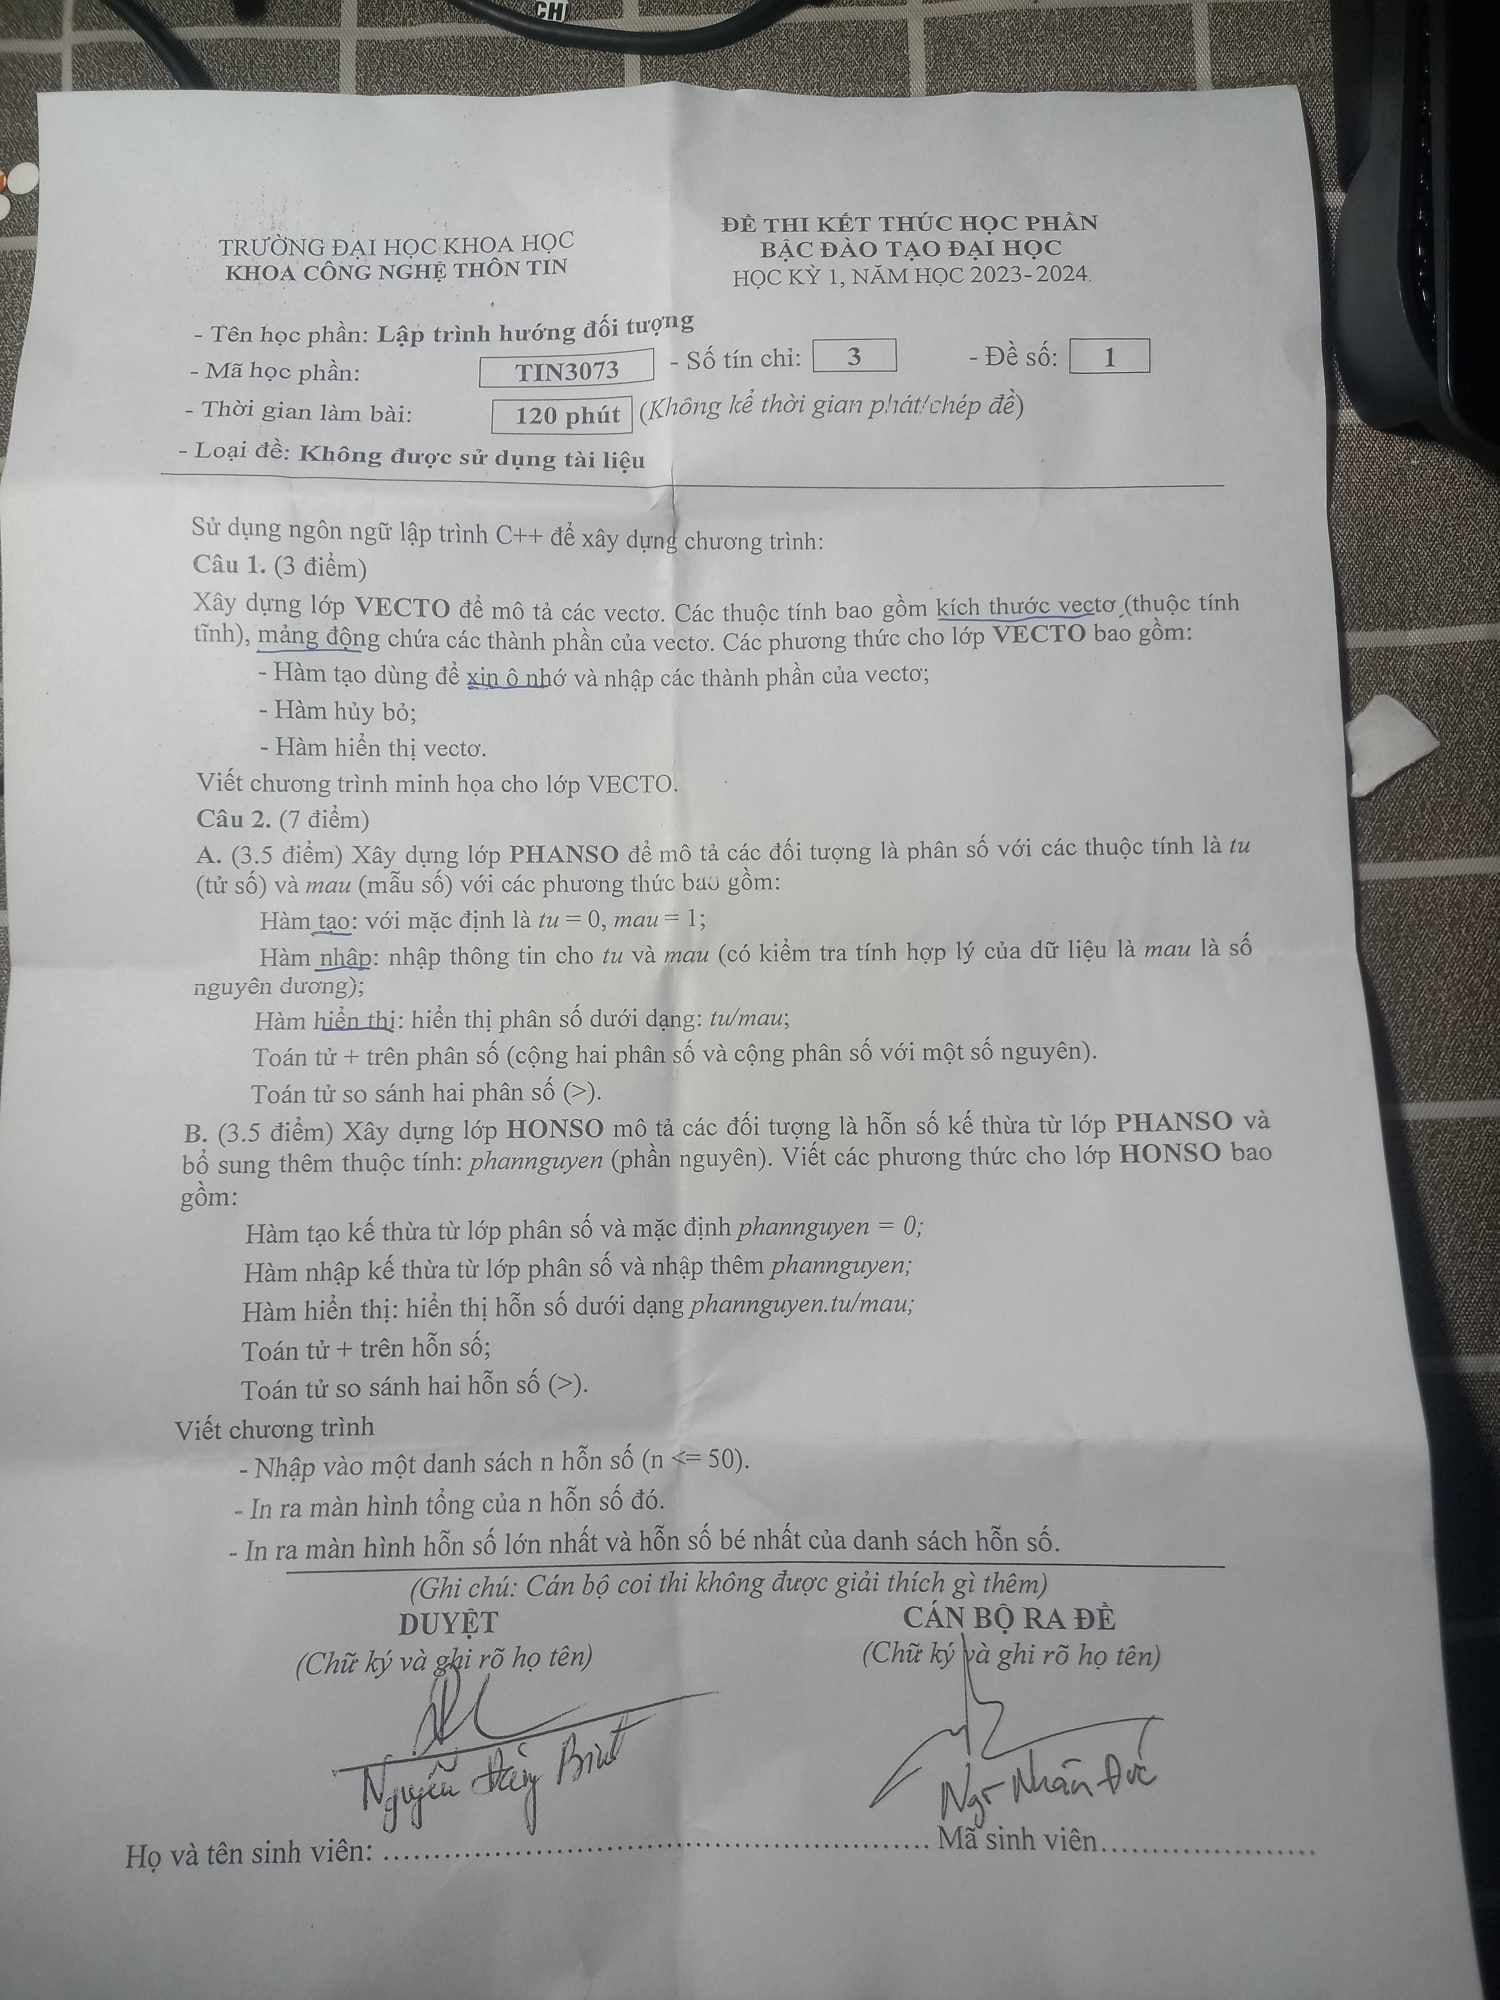 CH
ĐỀ THI KẾT THÚC HỌC PHẦN
TRƯỜNG ĐẠI HỌC KHOA HỌC
BẬC ĐÀO TẠO ĐẠI HỌC
KHOA CÔNG NGHỆ THÔN TIN
HỌC KỲ 1, NĂM HỌC 2023-2024
- Tên học phần: Lập trình hướng đối tượng
- Mã học phần: TIN3073 - Số tín chỉ: 3 - Đề số: 1
- Thời gian làm bài: 120 phút (Không kể thời gian phát/chép đề)
- Loại đề: Không được sử dụng tài liệu
Sử dụng ngôn ngữ lập trình C++ để xây dựng chương trình:
Câu 1. (3 điểm)
Xây dựng lớp VECTO để mô tả các vectơ. Các thuộc tính bao gồm kích thước vectơ (thuộc tính
tĩnh), mảng động chứa các thành phần của vectơ. Các phương thức cho lớp VECTO bao gồm:
- Hàm tạo dùng để xin ô nhớ và nhập các thành phần của vectơ;
- Hàm hủy bỏ;
- Hàm hiển thị vectơ.
Viết chương trình minh họa cho lớp VECTO.
Câu 2. (7 điểm)
A. (3.5 điểm) Xây dựng lớp PHANSO để mô tả các đối tượng là phân số với các thuộc tính là tu
(tử số) và mau (mẫu số) với các phương thức bao gồm:
Hàm tạo: với mặc định là tu = 0, mau = 1;
Hàm nhập: nhập thông tin cho tu và mau (có kiểm tra tính hợp lý của dữ liệu là mau là số
nguyên dương);
Hàm hiển thị: hiển thị phân số dưới dạng: tu/mau;
Toán tử + trên phân số (cộng hai phân số và cộng phân số với một số nguyên).
Toán tử so sánh hai phân số (>).
B. (3.5 điểm) Xây dựng lớp HONSO mô tả các đối tượng là hỗn số kế thừa từ lớp PHANSO và
bổ sung thêm thuộc tính: phannguyen (phần nguyên). Viết các phương thức cho lớp HONSO bao
gồm:
Hàm tạo kế thừa từ lớp phân số và mặc định phannguyen = 0;
Hàm nhập kế thừa từ lớp phân số và nhập thêm phannguyen;
Hàm hiển thị: hiển thị hỗn số dưới dạng phannguyen.tu/mau;
Toán tử + trên hỗn số;
Toán tử so sánh hai hỗn số (>).
Viết chương trình
- Nhập vào một danh sách n hỗn số (n <= 50).
- In ra màn hình tổng của n hỗn số đó.
- In ra màn hình hỗn số lớn nhất và hỗn số bé nhất của danh sách hỗn số.
(Ghi chú: Cán bộ coi thi không được giải thích gì thêm)
DUYỆT CÁN BỘ RA ĐỀ
(Chữ ký và ghi rõ họ tên) (Chữ ký và ghi rõ họ tên)
Nguyễn Đăng Ngr Nhân Đức
Họ và tên sinh viên: .......................................................... Mã sinh viên......................